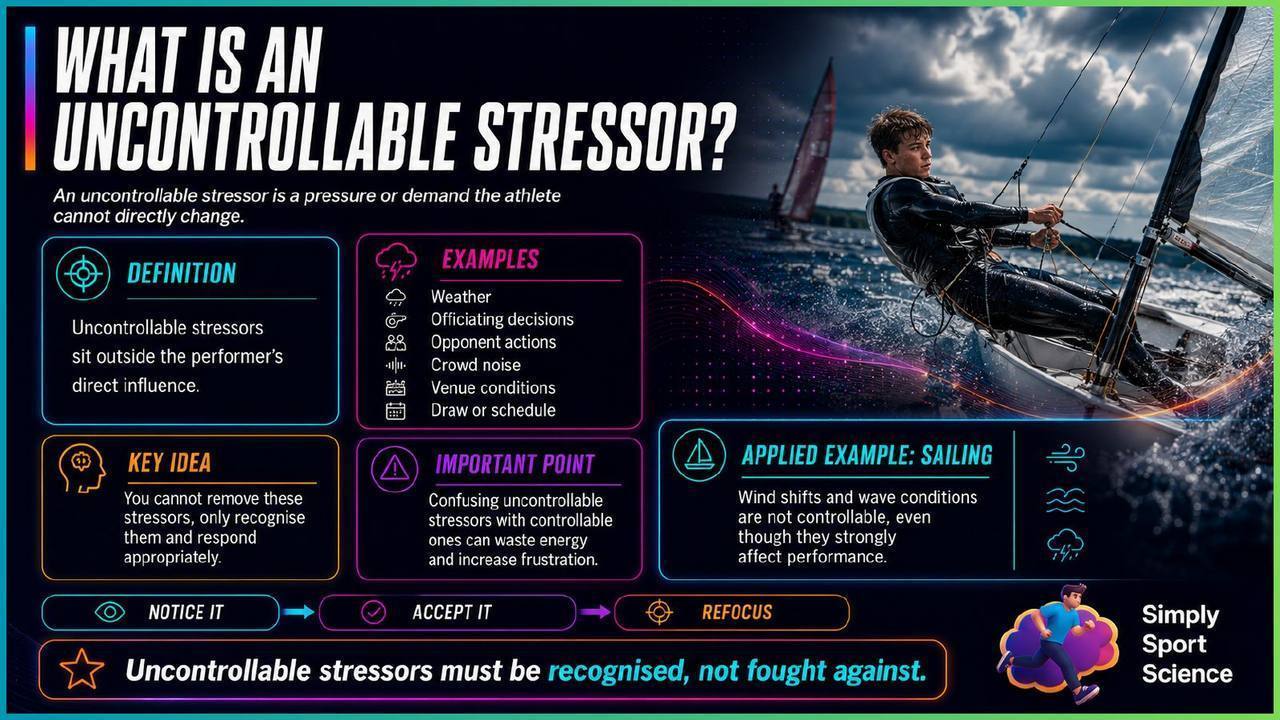 WHAT IS AN
UNCONTROLLABLE STRESSOR?
An uncontrollable stressor is a pressure or demand the athlete
cannot directly change.
DEFINITION
Uncontrollable stressors
sit outside the performer's
direct influence.
EXAMPLES
Weather
Officiating decisions
Opponent actions
Crowd noise
Venue conditions
Draw or schedule
KEY IDEA
You cannot remove these
stressors, only recognise
them and respond
appropriately.
IMPORTANT POINT
Confusing uncontrollable
stressors with controllable
ones can waste energy
and increase frustration.
APPLIED EXAMPLE: SAILING
Wind shifts and wave conditions
are not controllable, even
though they strongly
affect performance.
NOTICE IT
ACCEPT IT
REFOCUS
Uncontrollable stressors must be recognised, not fought against.
Simply
Sport
Science